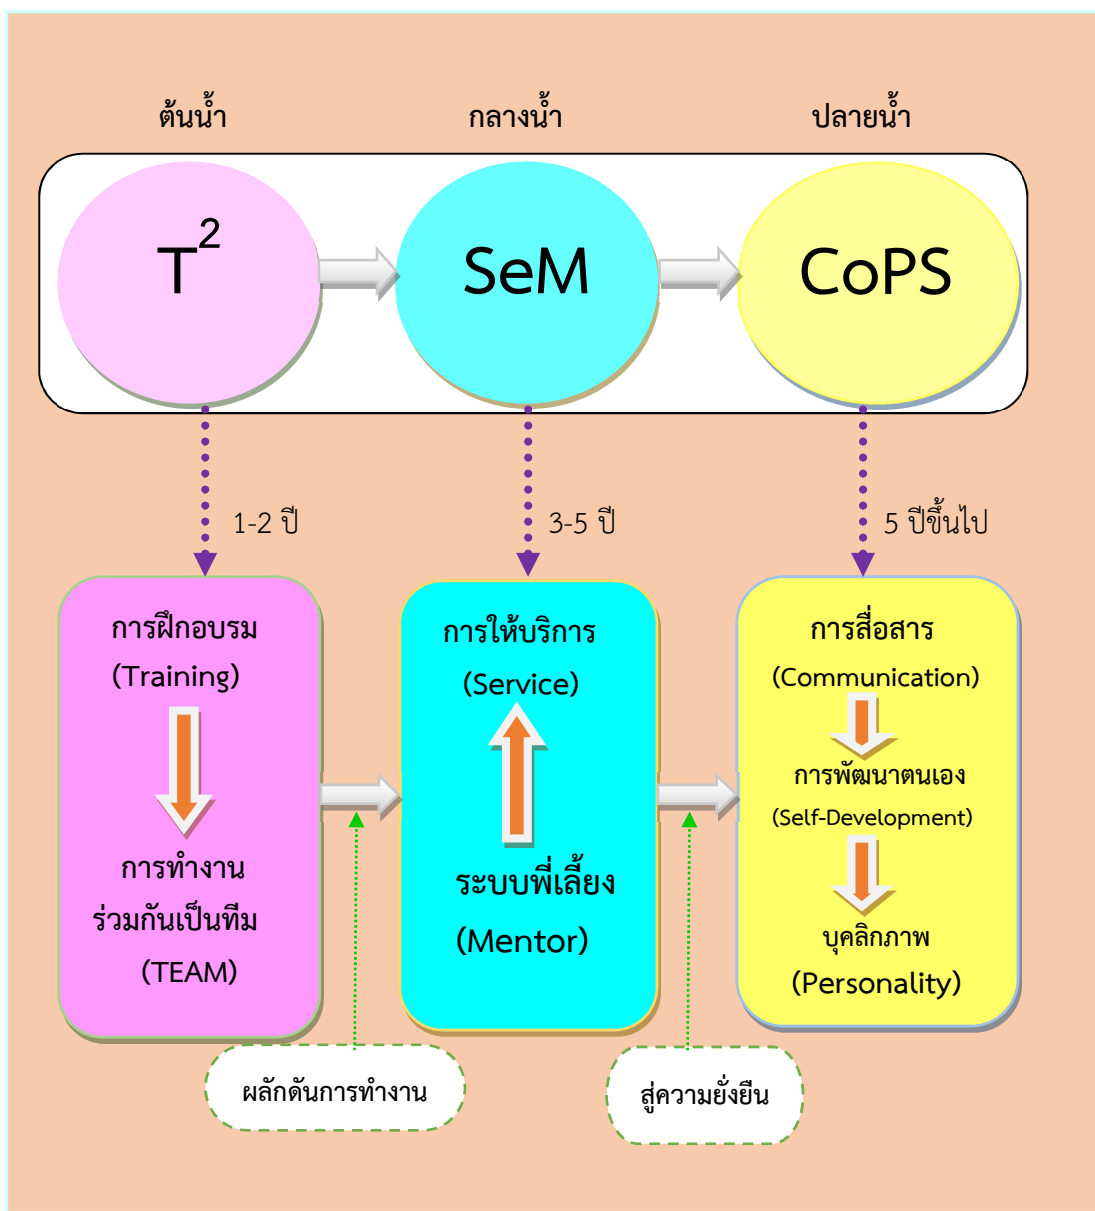 ต้นน้ำ
กลางน้ำ
ปลายน้ำ
T²
SeM
CoPS
1-2 ปี
3-5 ปี
5 ปีขึ้นไป
การฝึกอบรม
(Training)
การทำงาน
ร่วมกันเป็นทีม
(TEAM)
การให้บริการ
(Service)
ระบบพี่เลี้ยง
(Mentor)
การสื่อสาร
(Communication)
การพัฒนาตนเอง
(Self-Development)
บุคลิกภาพ
(Personality)
ผลักดันการทำงาน
สู่ความยั่งยืน